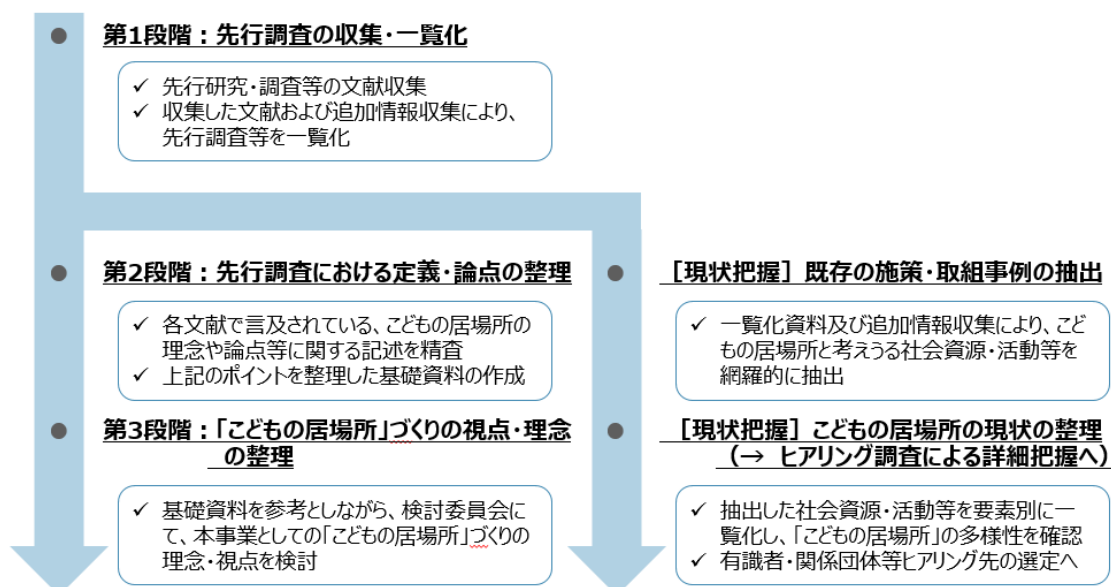 第1段階：先行調査の収集・一覧化
✓ 先行研究・調査等の文献収集
✓ 収集した文献および追加情報収集により、
先行調査等を一覧化
第2段階：先行調査における定義・論点の整理
✓ 各文献で言及されている、こどもの居場所の
理念や論点等に関する記述を精査
✓ 上記のポイントを整理した基礎資料の作成
第3段階：「こどもの居場所」づくりの視点・理念
の整理
✓ 基礎資料を参考としながら、検討委員会に
て、本事業としての「こどもの居場所」づくりの
理念・視点を検討
［現状把握］既存の施策・取組事例の抽出
✓ 一覧化資料及び追加情報収集により、こど
もの居場所と考えうる社会資源・活動等を
網羅的に抽出
［現状把握］こどもの居場所の現状の整理
（→ ヒアリング調査による詳細把握へ）
✓ 抽出した社会資源・活動等を要素別に一
覧化し、「こどもの居場所」の多様性を確認
✓ 有識者・関係団体等ヒアリング先の選定へ